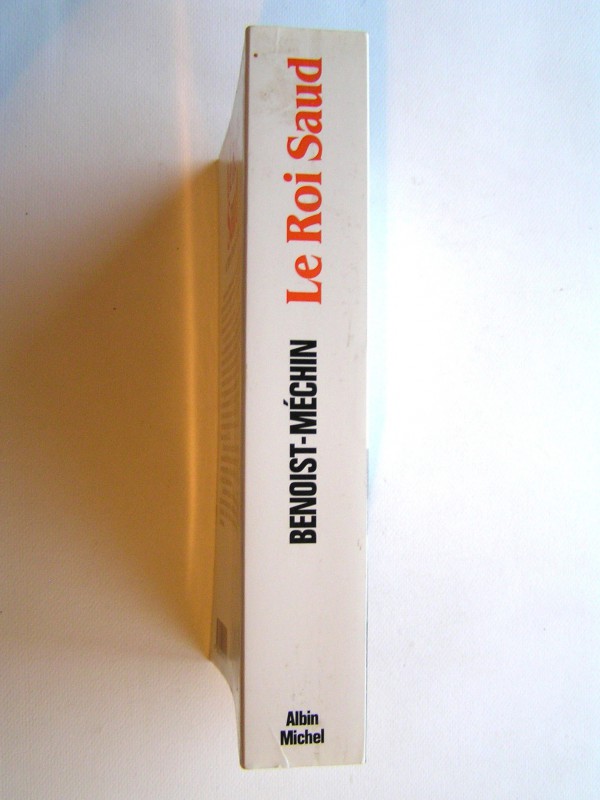 BENOIST-MÉCHIN Le Roi Saud
Albin
Michel